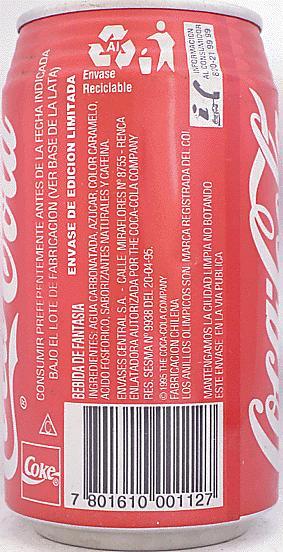 Al
Envase
Reciclable
INFORMACION
AL CONSUMIDOR
CONSUMIR PREFERENTEMENTE ANTES DE LA FECHA INDICADA
BAJO EL LOTE DE FABRICACION (VER BASE DE LA LATA)
ENVASE DE EDICION LIMITADA
BEBIDA DE FANTASIA
INGREDIENTES: AGUA CARBONATADA, AZUCAR, COLOR CARAMELO,
ACIDO FOSFORICO, SABORIZANTES NATURALES Y CAFEINA.
ENVASES CENTRAL S.A. - CALLE MIRAFLORES Nº 8755 - RENCA
ENLATADORA AUTORIZADA POR THE COCA-COLA COMPANY
RES. SESMA Nº 9988 DEL 20-04-95.
© 1995 THE COCA-COLA COMPANY
FABRICACION CHILENA
LOS ANILLOS OLIMPICOS SON MARCA REGISTRADA DEL COI
MANTENGAMOS LA CIUDAD LIMPIA NO BOTANDO
ESTE ENVASE EN LA VIA PUBLICA
Coca-Cola
®
Coke
7 801610 001127